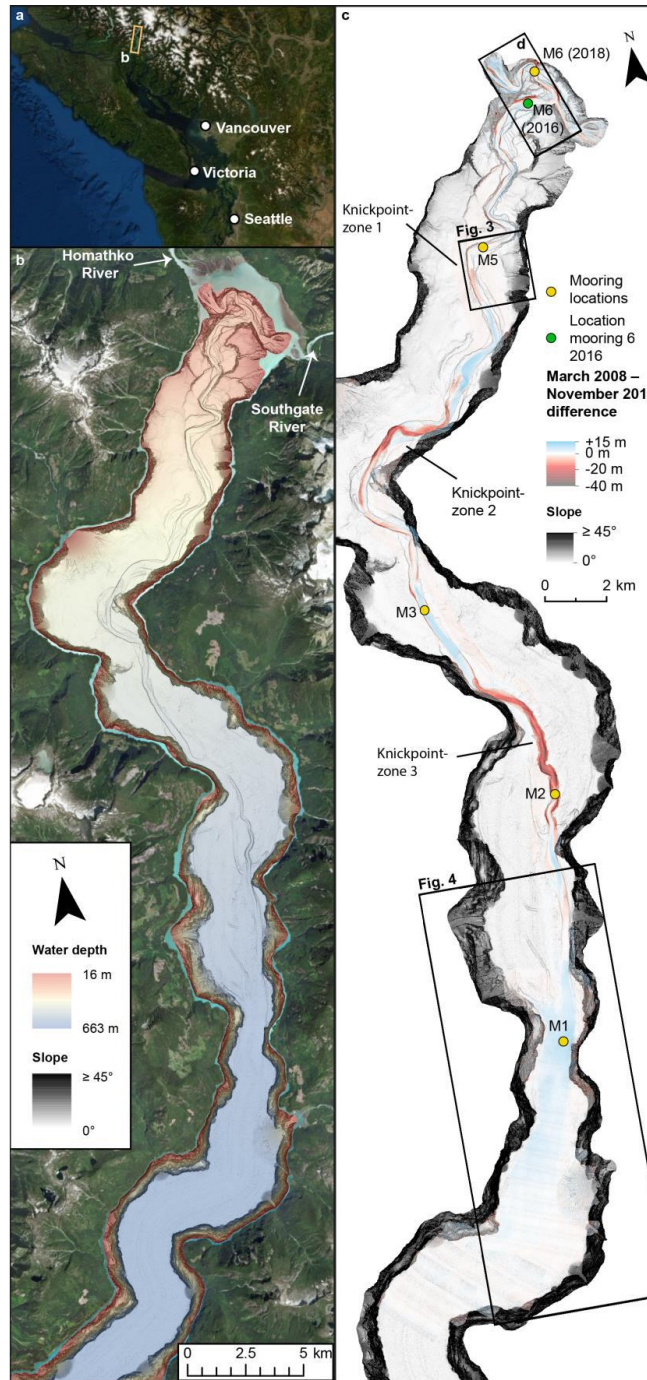 a
N
b
Vancouver
Victoria
Seattle
b
Homathko
River
Southgate
River
N
Water depth
16 m
663 m
Slope
≥ 45°
0°
0 2.5 5 km
c
N
d
M6 (2018)
M6
(2016)
Knickpoint-
zone 1
Fig. 3
M5
Mooring
locations
Location
mooring 6
2016
March 2008 –
November 201
difference
+15 m
0 m
-20 m
-40 m
Slope
≥ 45°
0°
0 2 km
Knickpoint-
zone 2
M3
Knickpoint-
zone 3
M2
Fig. 4
M1